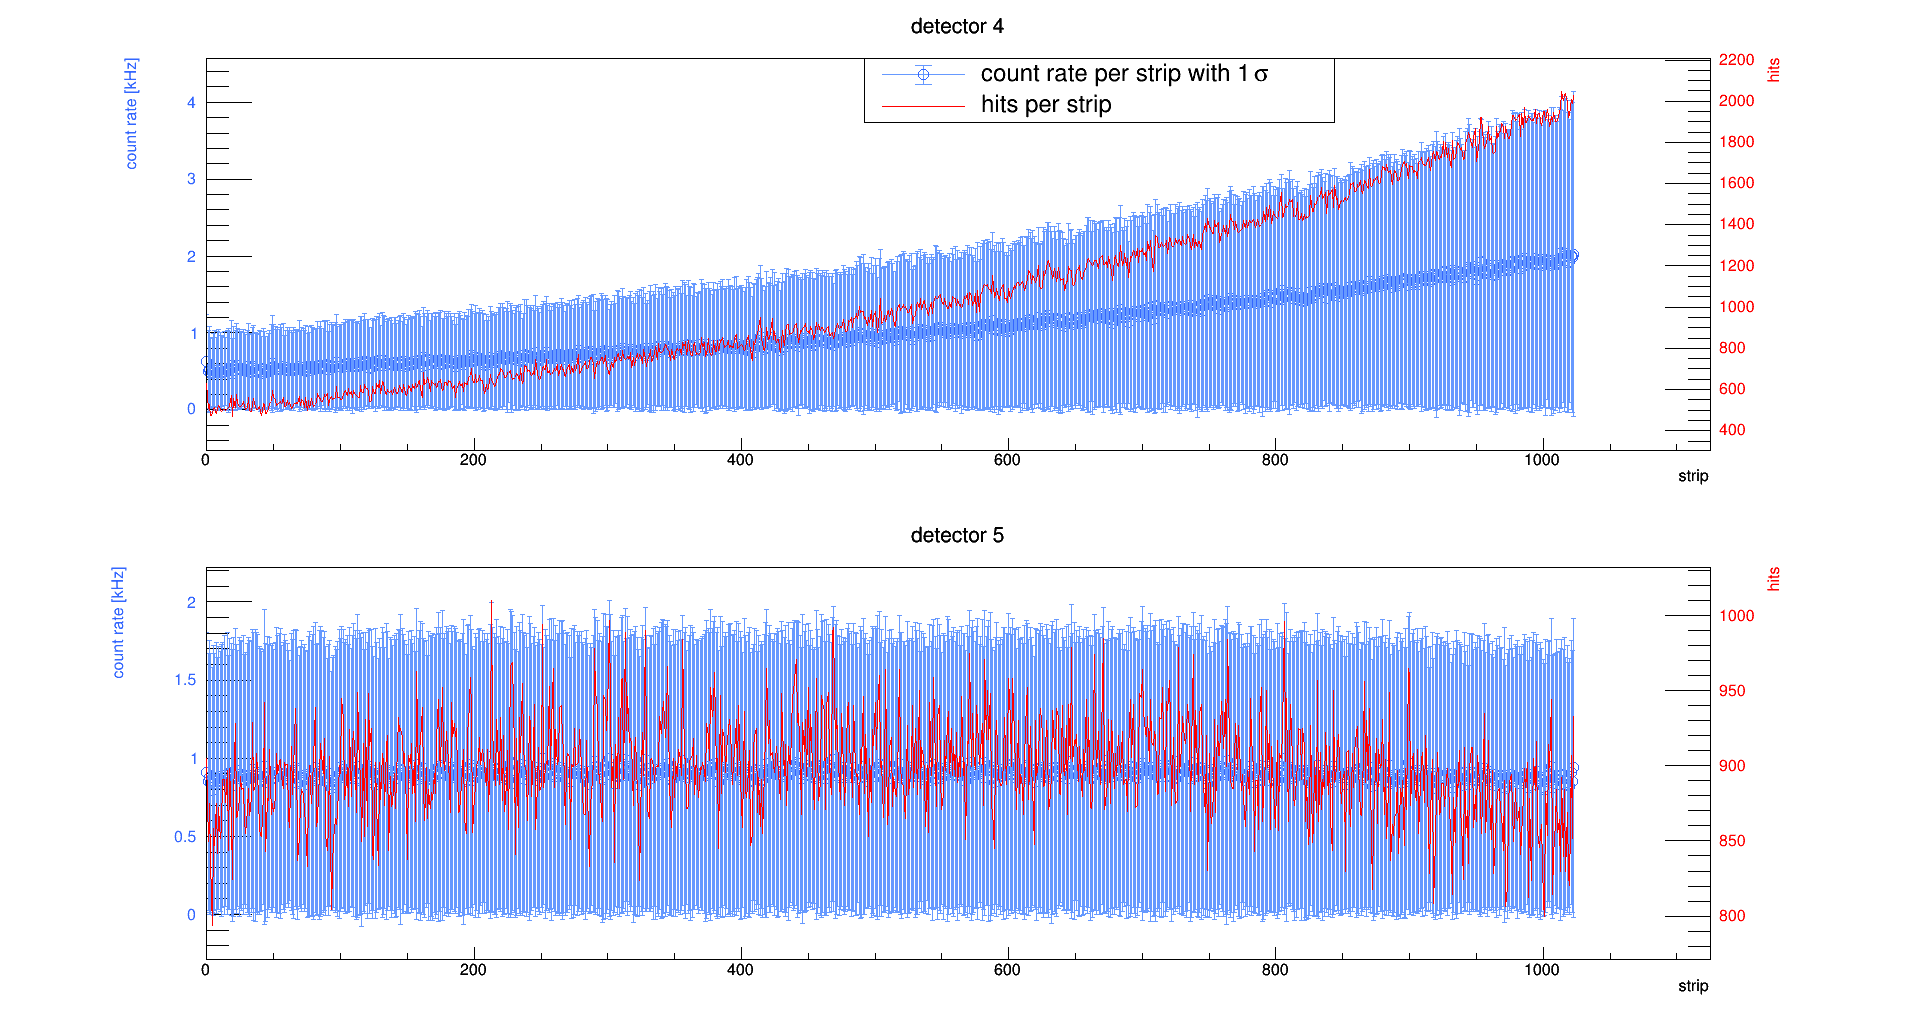 detector 4
count rate [kHz]
hits
count rate per strip with 1 σ
hits per strip
4
3
2
1
0
2200
2000
1800
1600
1400
1200
1000
800
600
400
0 200 400 600 800 1000
strip
detector 5
count rate [kHz]
hits
2
1.5
1
0.5
0
1000
950
900
850
800
0 200 400 600 800 1000
strip